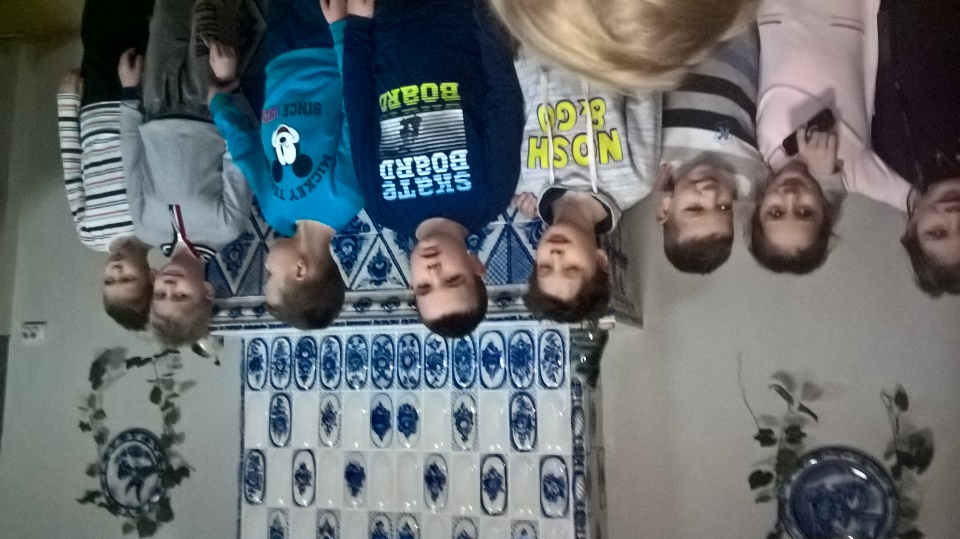 NOSH
&GO
SKATE
BOARD
BOARD
MICKEY
SINCE